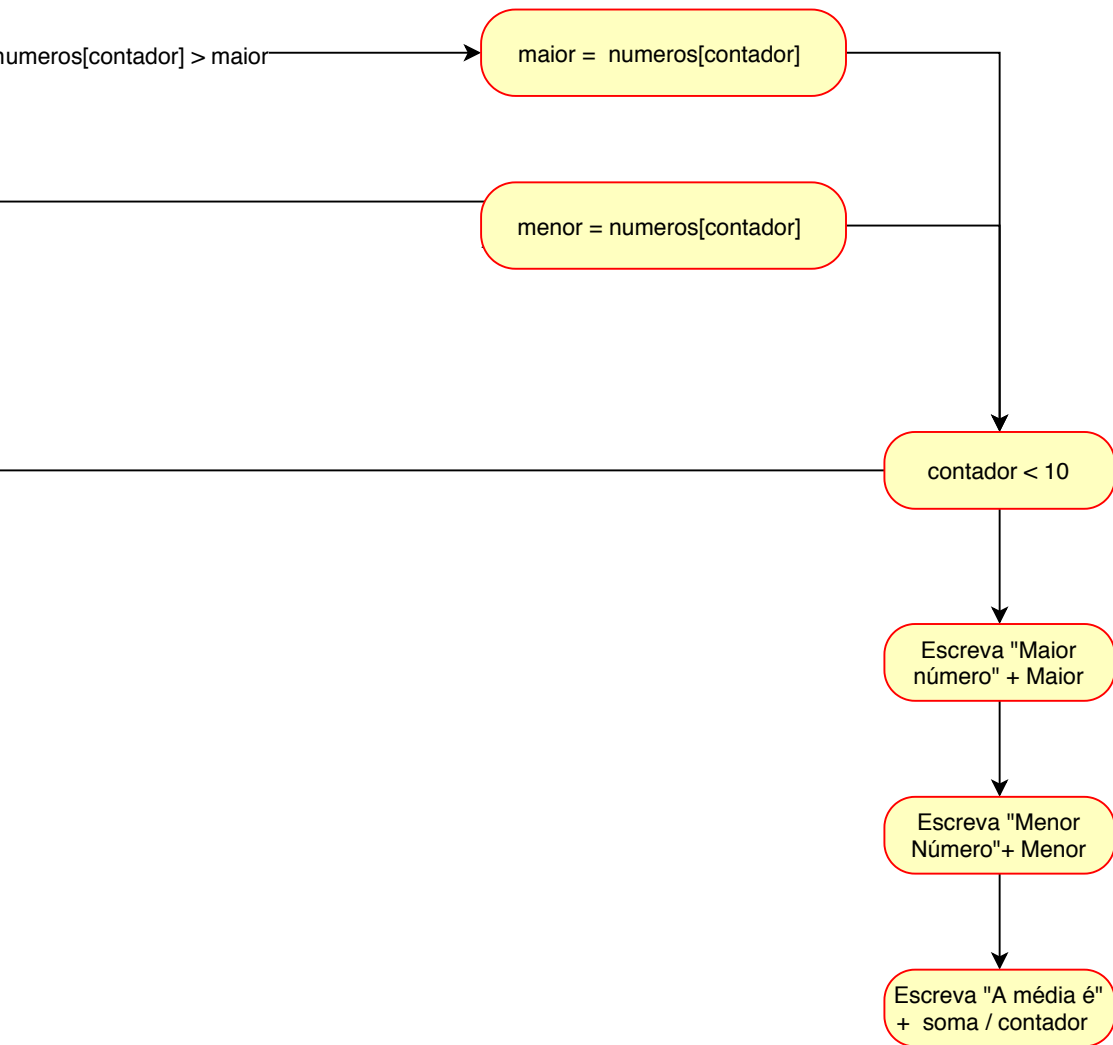 numeros[contador] > maior
maior =  numeros[contador]
menor = numeros[contador]
contador < 10
Escreva "Maior
número" + Maior
Escreva "Menor
Número"+ Menor
Escreva "A média é"
+  soma / contador